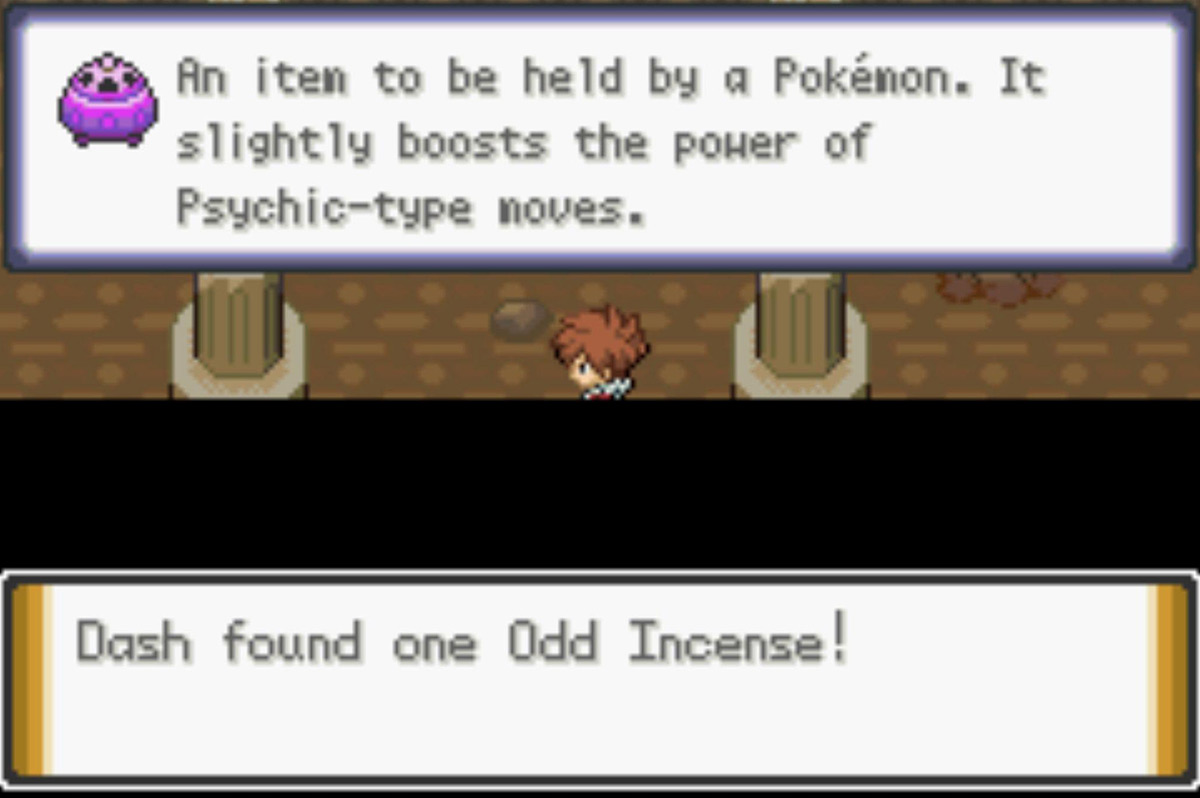 An item to be held by a Pokémon. It
slightly boosts the power of
Psychic-type moves.
Dash found one Odd Incense!